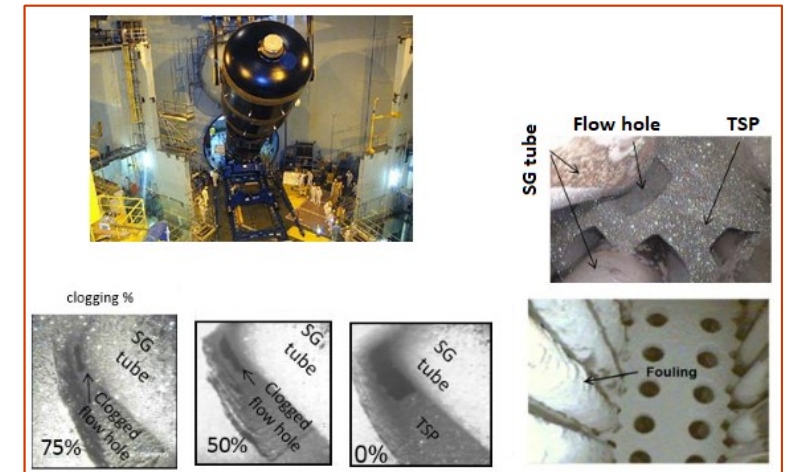 Flow hole
TSP
SG tube
clogging %
SG
tube
Clogged
flow hole
75%
SG
tube
Clogged
flow hole
50%
SG
tube
TSP
0%
Fouling